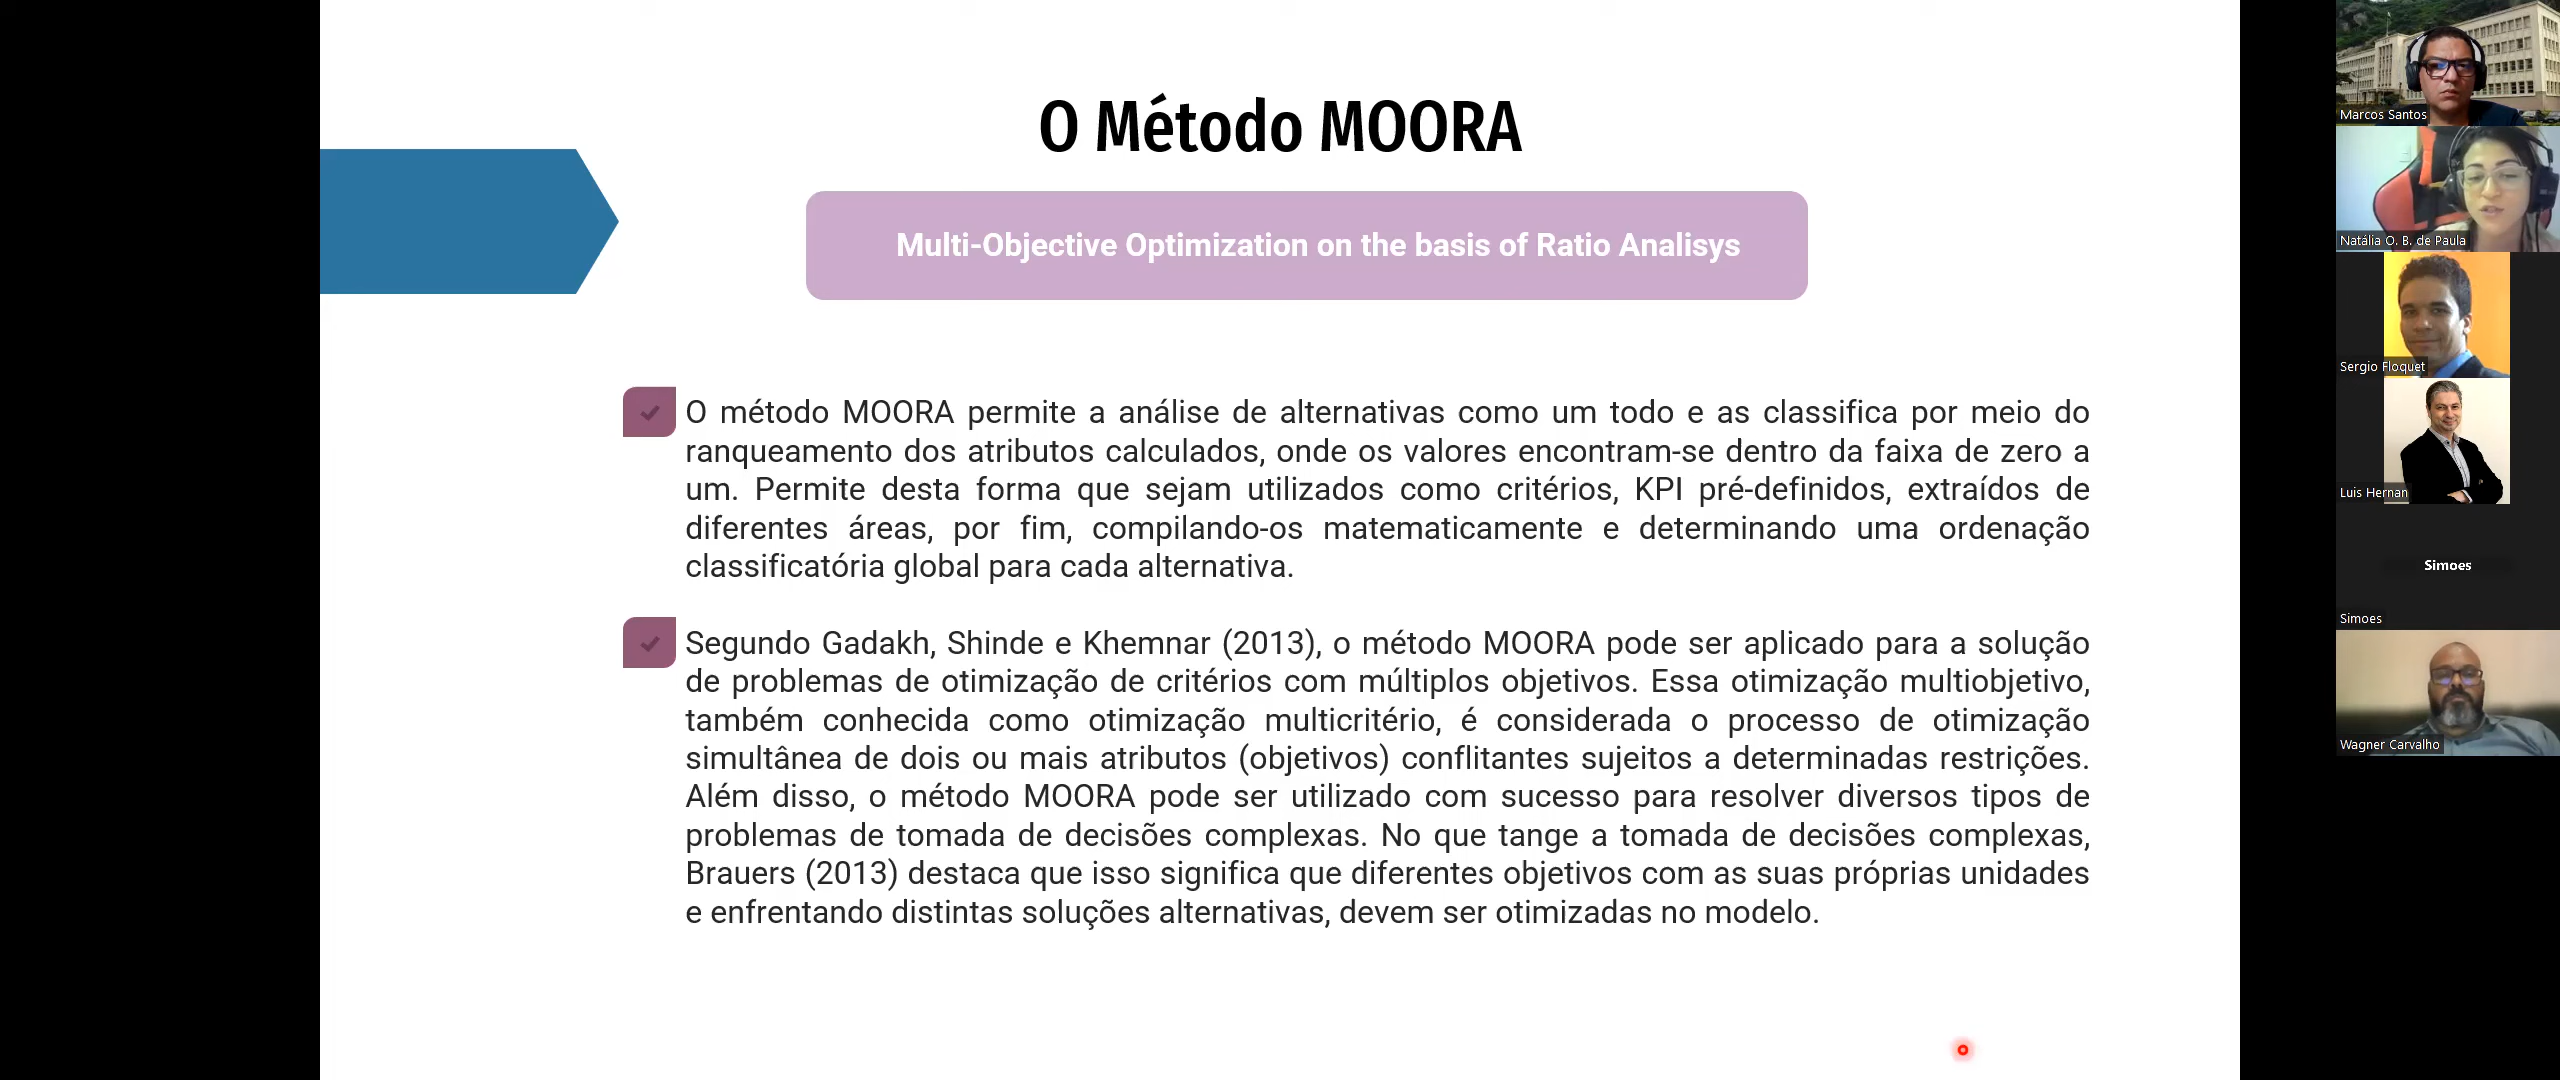 O Método MOORA
Multi-Objective Optimization on the basis of Ratio Analisys
O método MOORA permite a análise de alternativas como um todo e as classifica por meio do
ranqueamento dos atributos calculados, onde os valores encontram-se dentro da faixa de zero a
um. Permite desta forma que sejam utilizados como critérios, KPI pré-definidos, extraídos de
diferentes áreas, por fim, compilando-os matematicamente e determinando uma ordenação
classificatória global para cada alternativa.
Segundo Gadakh, Shinde e Khemnar (2013), o método MOORA pode ser aplicado para a solução
de problemas de otimização de critérios com múltiplos objetivos. Essa otimização multiobjetivo,
também conhecida como otimização multicritério, é considerada o processo de otimização
simultânea de dois ou mais atributos (objetivos) conflitantes sujeitos a determinadas restrições.
Além disso, o método MOORA pode ser utilizado com sucesso para resolver diversos tipos de
problemas de tomada de decisões complexas. No que tange a tomada de decisões complexas,
Brauers (2013) destaca que isso significa que diferentes objetivos com as suas próprias unidades
e enfrentando distintas soluções alternativas, devem ser otimizadas no modelo.
Marcos Santos
Natália O. B. de Paula
Sergio Floquet
Luis Hernan
Simoes
Simoes
Wagner Carvalho